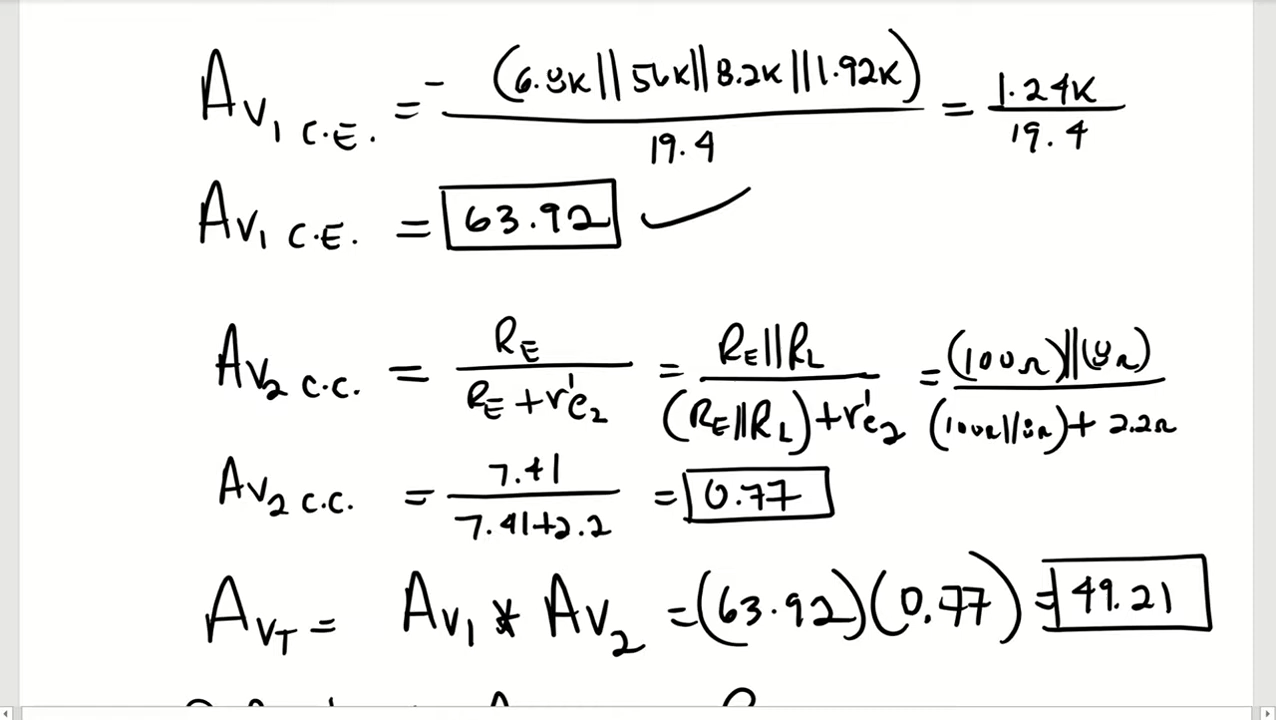 Av1 C.E. = - (6.8K || 56K || 8.2K || 1.92K) / 19.4 = 1.24K / 19.4
Av1 C.E. = 63.92 ✓
Av2 C.C. = RE / (RE + r'e2) = RE||RL / ((RE||RL) + r'e2) = (100Ω)||(8Ω) / ((100Ω||8Ω) + 2.2Ω)
Av2 C.C. = 7.41 / (7.41+2.2) = 0.77
AVT = Av1 * Av2 = (63.92)(0.77) = 49.21